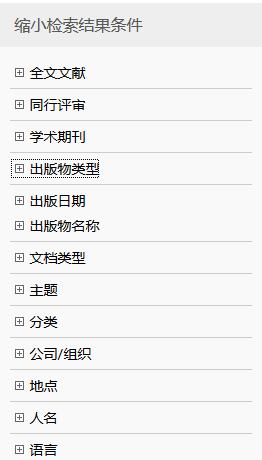 缩小检索结果条件
全文文献
同行评审
学术期刊
出版物类型
出版日期
出版物名称
文档类型
主题
分类
公司/组织
地点
人名
语言